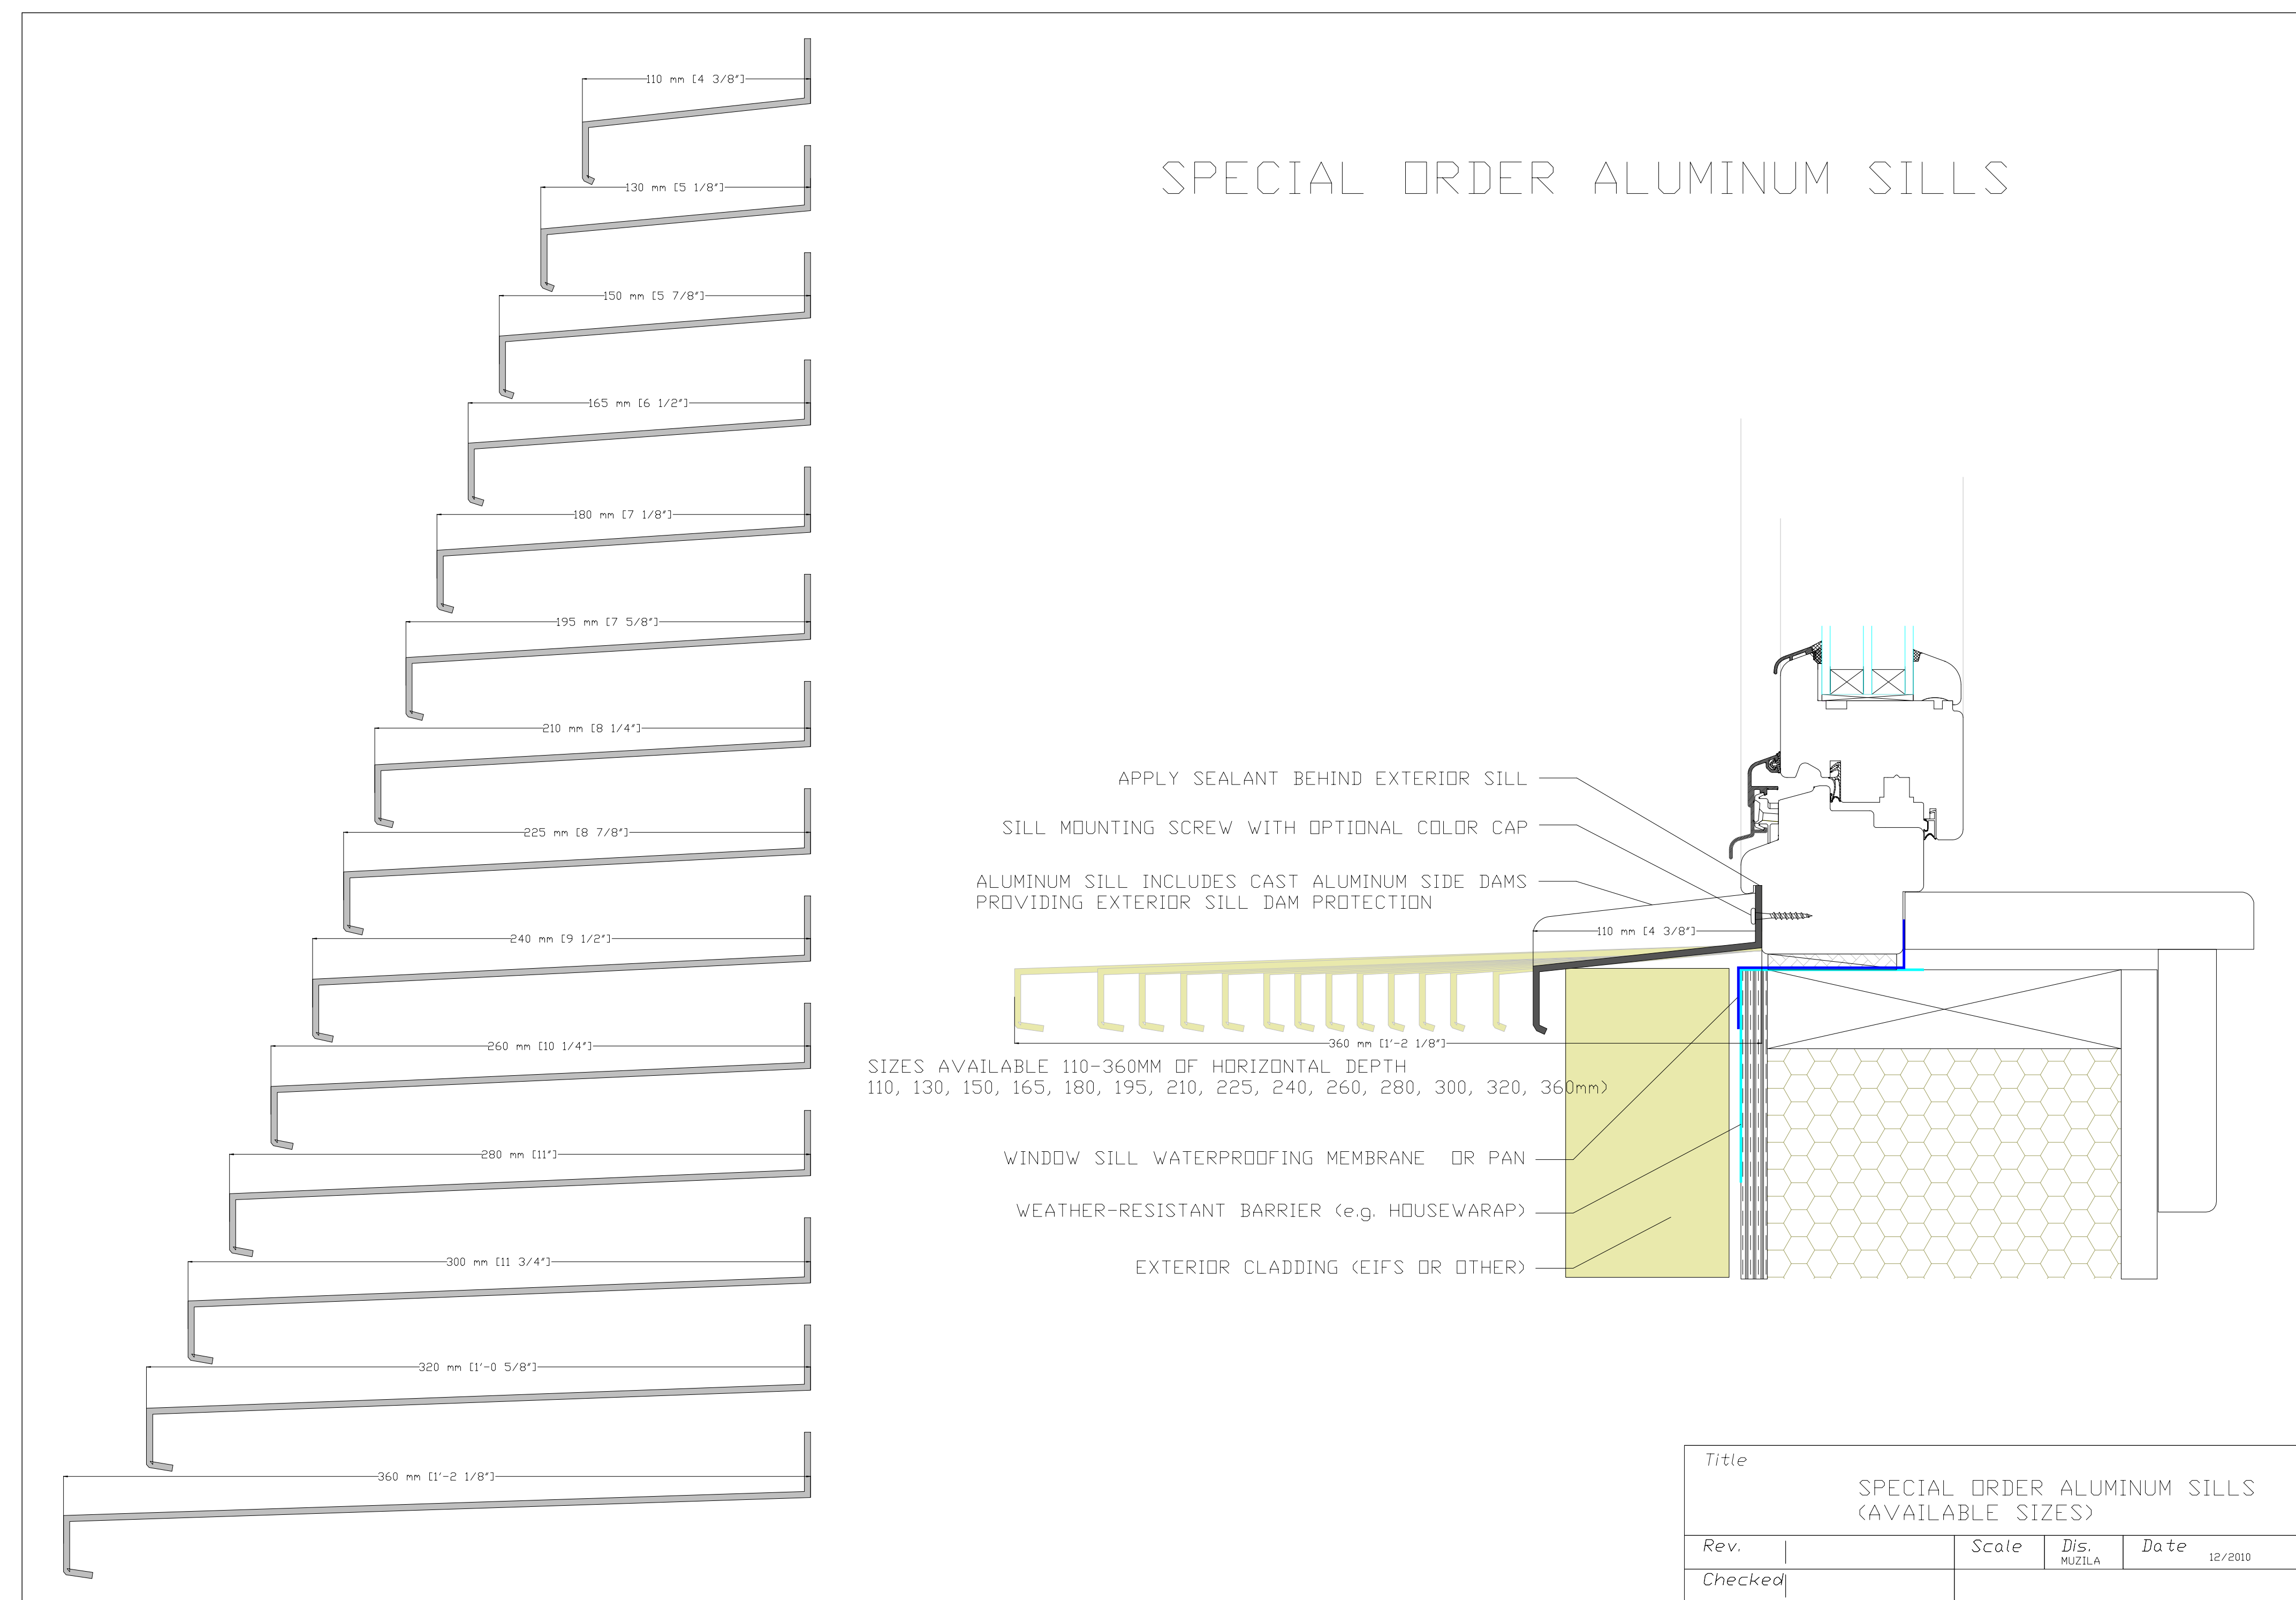 110 mm [4 3/8"]
130 mm [5 1/8"]
150 mm [5 7/8"]
165 mm [6 1/2"]
180 mm [7 1/8"]
195 mm [7 5/8"]
210 mm [8 1/4"]
225 mm [8 7/8"]
240 mm [9 1/2"]
260 mm [10 1/4"]
280 mm [11"]
300 mm [11 3/4"]
320 mm [1'-0 5/8"]
360 mm [1'-2 1/8"]
SPECIAL ORDER ALUMINUM SILLS
APPLY SEALANT BEHIND EXTERIOR SILL
SILL MOUNTING SCREW WITH OPTIONAL COLOR CAP
ALUMINUM SILL INCLUDES CAST ALUMINUM SIDE DAMS
PROVIDING EXTERIOR SILL DAM PROTECTION
110 mm [4 3/8"]
360 mm [1'-2 1/8"]
SIZES AVAILABLE 110-360MM OF HORIZONTAL DEPTH
110, 130, 150, 165, 180, 195, 210, 225, 240, 260, 280, 300, 320, 360mm)
WINDOW SILL WATERPROOFING MEMBRANE OR PAN
WEATHER-RESISTANT BARRIER (e.g. HOUSEWARAP)
EXTERIOR CLADDING (EIFS OR OTHER)
Title
SPECIAL ORDER ALUMINUM SILLS
(AVAILABLE SIZES)
Rev. Scale Dis. Date
MUZILA 12/2010
Checked